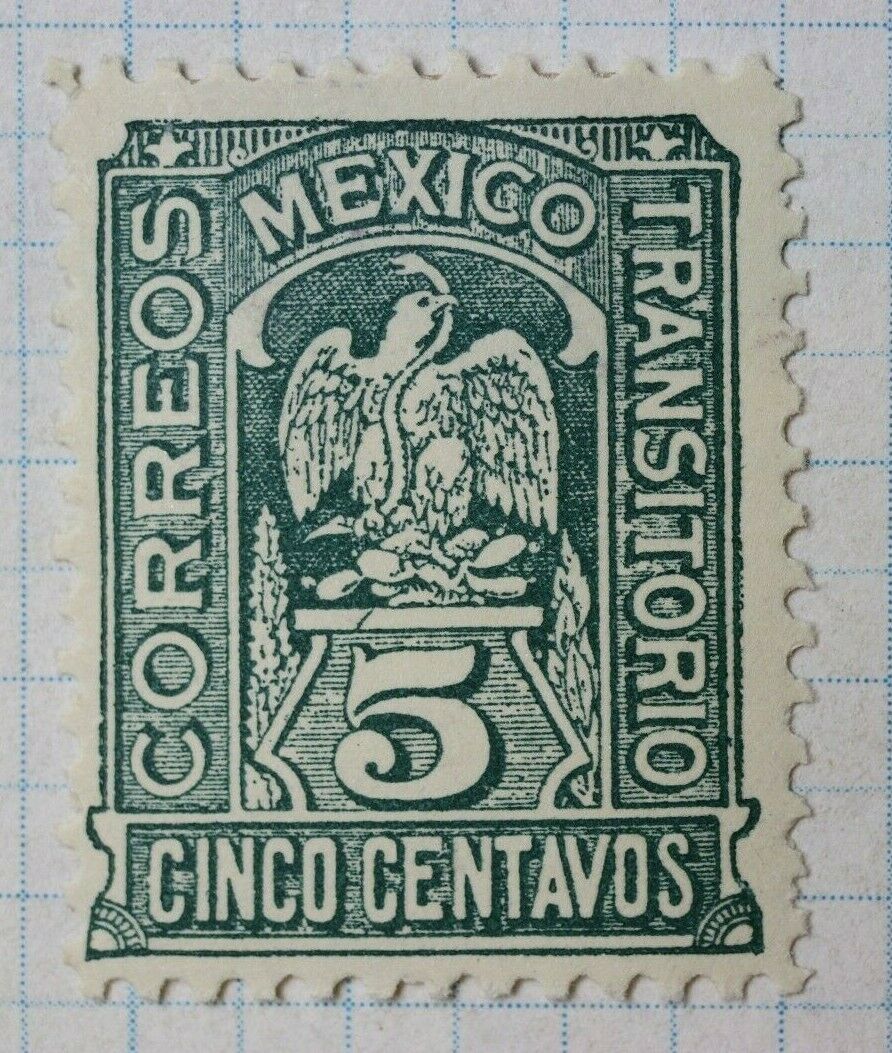 MEXICO
CORREOS
TRANSITORIO
5
CINCO CENTAVOS